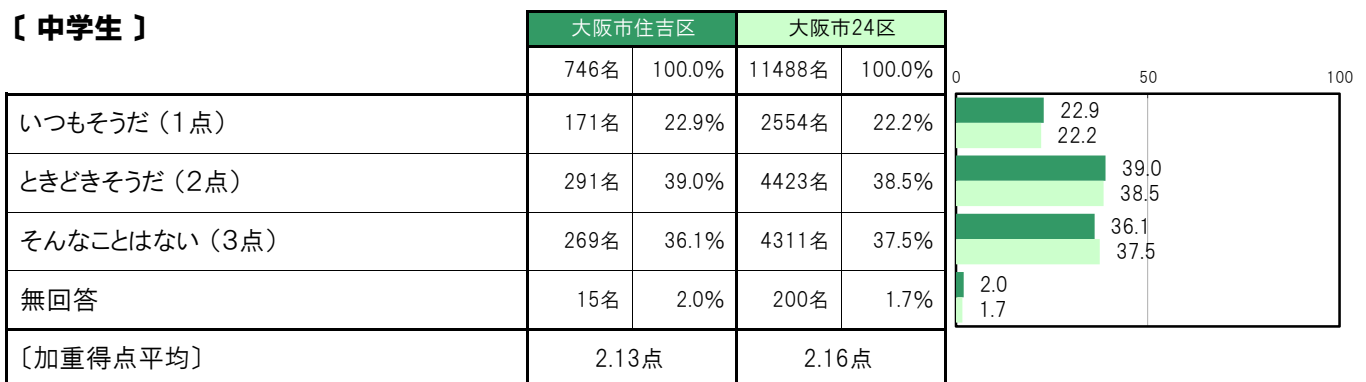 〔 中学生 〕
大阪市住吉区 大阪市24区
746名 100.0% 11488名 100.0%
0 50 100
いつもそうだ（１点） 171名 22.9% 2554名 22.2%
22.9
22.2
ときどきそうだ（２点） 291名 39.0% 4423名 38.5%
39.0
38.5
そんなことはない（３点） 269名 36.1% 4311名 37.5%
36.1
37.5
無回答 15名 2.0% 200名 1.7%
2.0
1.7
〔加重得点平均〕 2.13点 2.16点